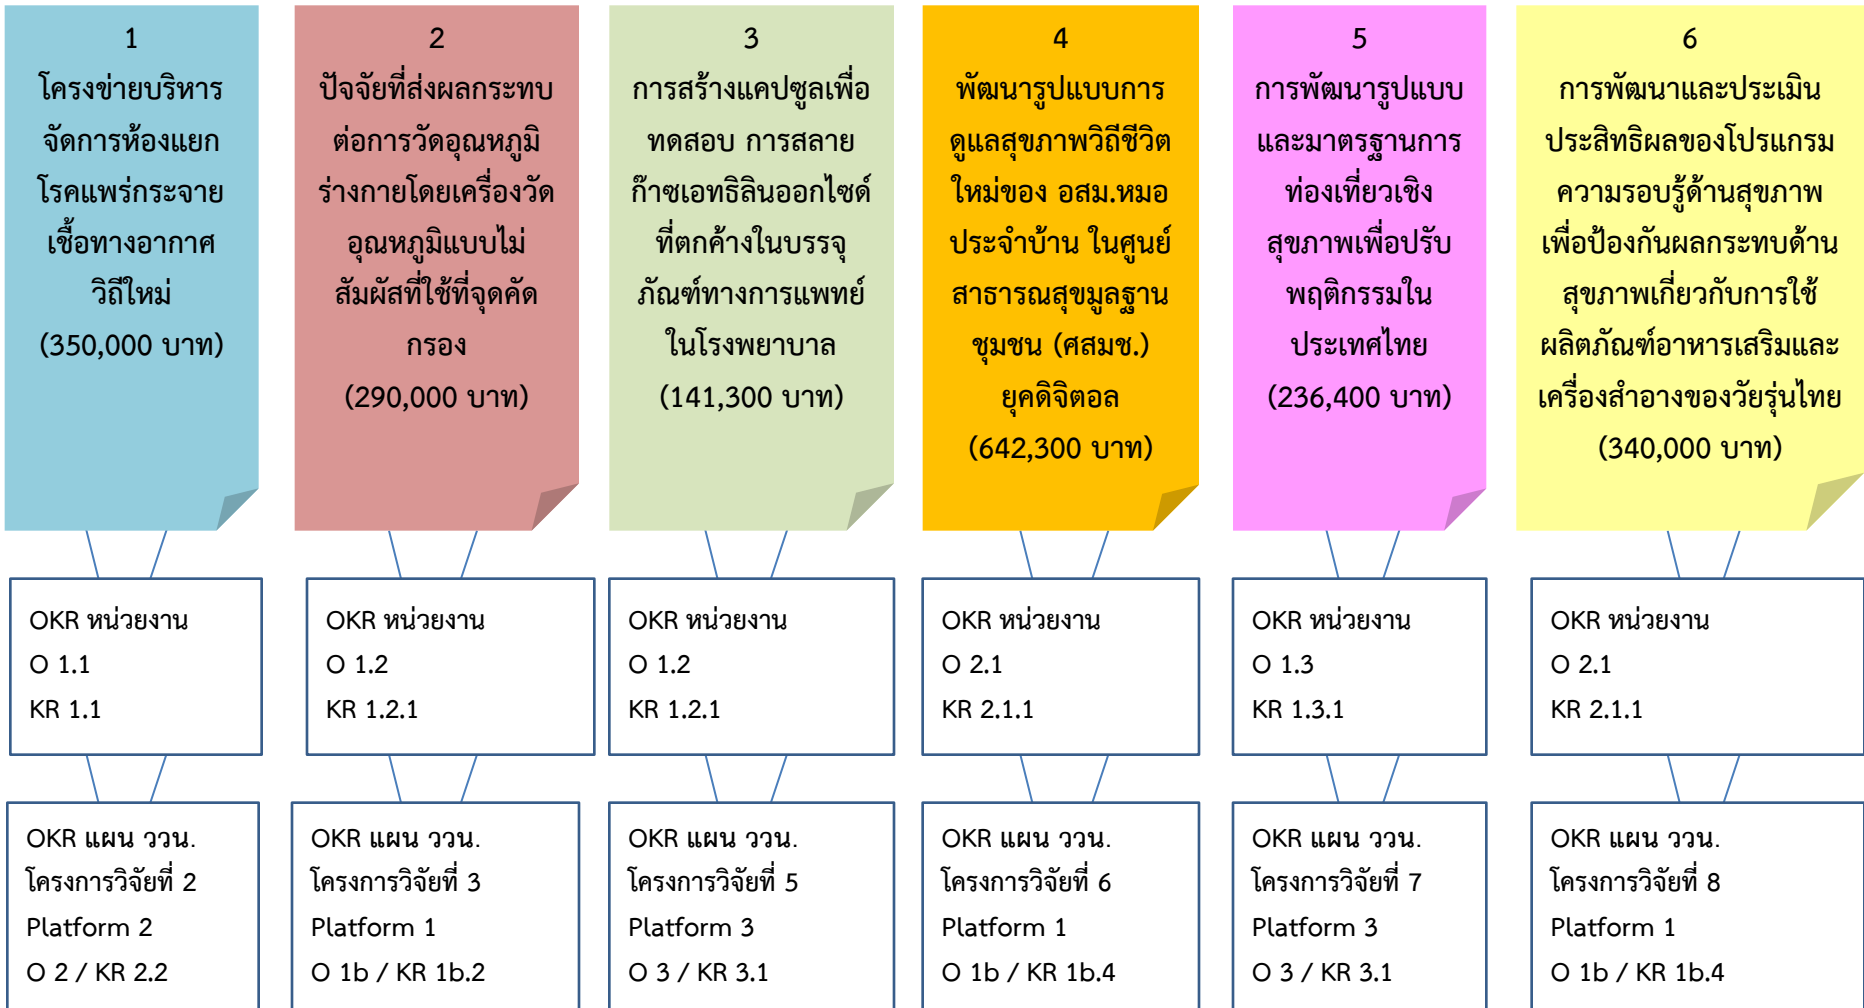 1
โครงข่ายบริหาร
จัดการห้องแยก
โรคแพร่กระจาย
เชื้อทางอากาศ
วิถีใหม่
(350,000 บาท)
2
ปัจจัยที่ส่งผลกระทบ
ต่อการวัดอุณหภูมิ
ร่างกายโดยเครื่องวัด
อุณหภูมิแบบไม่
สัมผัสที่ใช้ที่จุดคัด
กรอง
(290,000 บาท)
3
การสร้างแคปซูลเพื่อ
ทดสอบ การสลาย
ก๊าซเอทธิลินออกไซด์
ที่ตกค้างในบรรจุ
ภัณฑ์ทางการแพทย์
ในโรงพยาบาล
(141,300 บาท)
4
พัฒนารูปแบบการ
ดูแลสุขภาพวิถีชีวิต
ใหม่ของ อสม.หมอ
ประจำบ้าน ในศูนย์
สาธารณสุขมูลฐาน
ชุมชน (ศสมช.)
ยุคดิจิตอล
(642,300 บาท)
5
การพัฒนารูปแบบ
และมาตรฐานการ
ท่องเที่ยวเชิง
สุขภาพเพื่อปรับ
พฤติกรรมใน
ประเทศไทย
(236,400 บาท)
6
การพัฒนาและประเมิน
ประสิทธิผลของโปรแกรม
ความรอบรู้ด้านสุขภาพ
เพื่อป้องกันผลกระทบด้าน
สุขภาพเกี่ยวกับการใช้
ผลิตภัณฑ์อาหารเสริมและ
เครื่องสำอางของวัยรุ่นไทย
(340,000 บาท)
OKR หน่วยงาน
O 1.1
KR 1.1
OKR หน่วยงาน
O 1.2
KR 1.2.1
OKR หน่วยงาน
O 1.2
KR 1.2.1
OKR หน่วยงาน
O 2.1
KR 2.1.1
OKR หน่วยงาน
O 1.3
KR 1.3.1
OKR หน่วยงาน
O 2.1
KR 2.1.1
OKR แผน ววน.
โครงการวิจัยที่ 2
Platform 2
O 2 / KR 2.2
OKR แผน ววน.
โครงการวิจัยที่ 3
Platform 1
O 1b / KR 1b.2
OKR แผน ววน.
โครงการวิจัยที่ 5
Platform 3
O 3 / KR 3.1
OKR แผน ววน.
โครงการวิจัยที่ 6
Platform 1
O 1b / KR 1b.4
OKR แผน ววน.
โครงการวิจัยที่ 7
Platform 3
O 3 / KR 3.1
OKR แผน ววน.
โครงการวิจัยที่ 8
Platform 1
O 1b / KR 1b.4